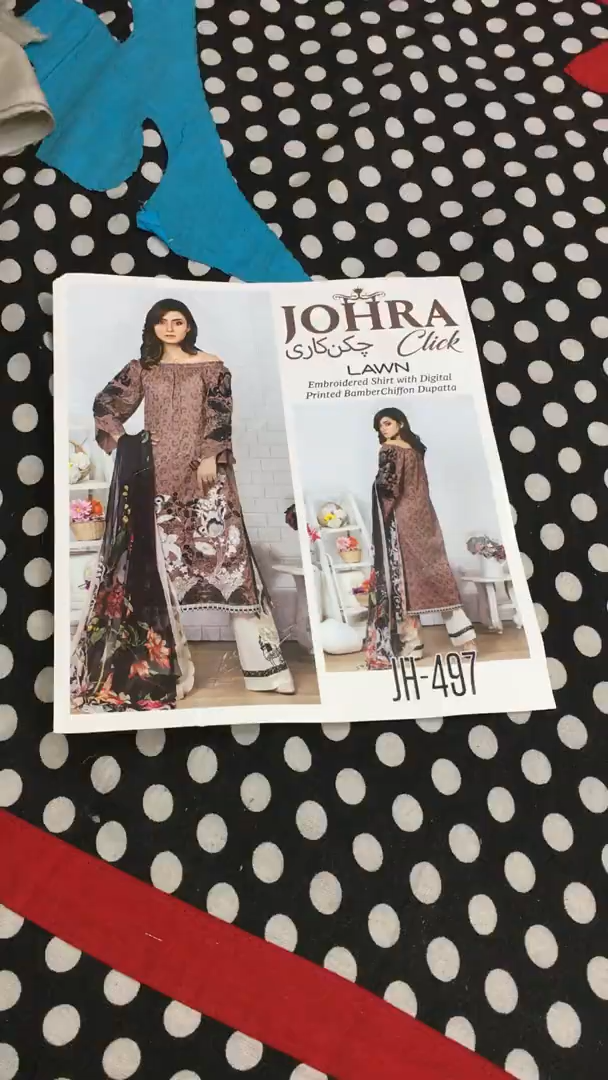 JOHRA
چکن کاری Click
LAWN
Embroidered Shirt with Digital
Printed BamberChiffon Dupatta
JH-497